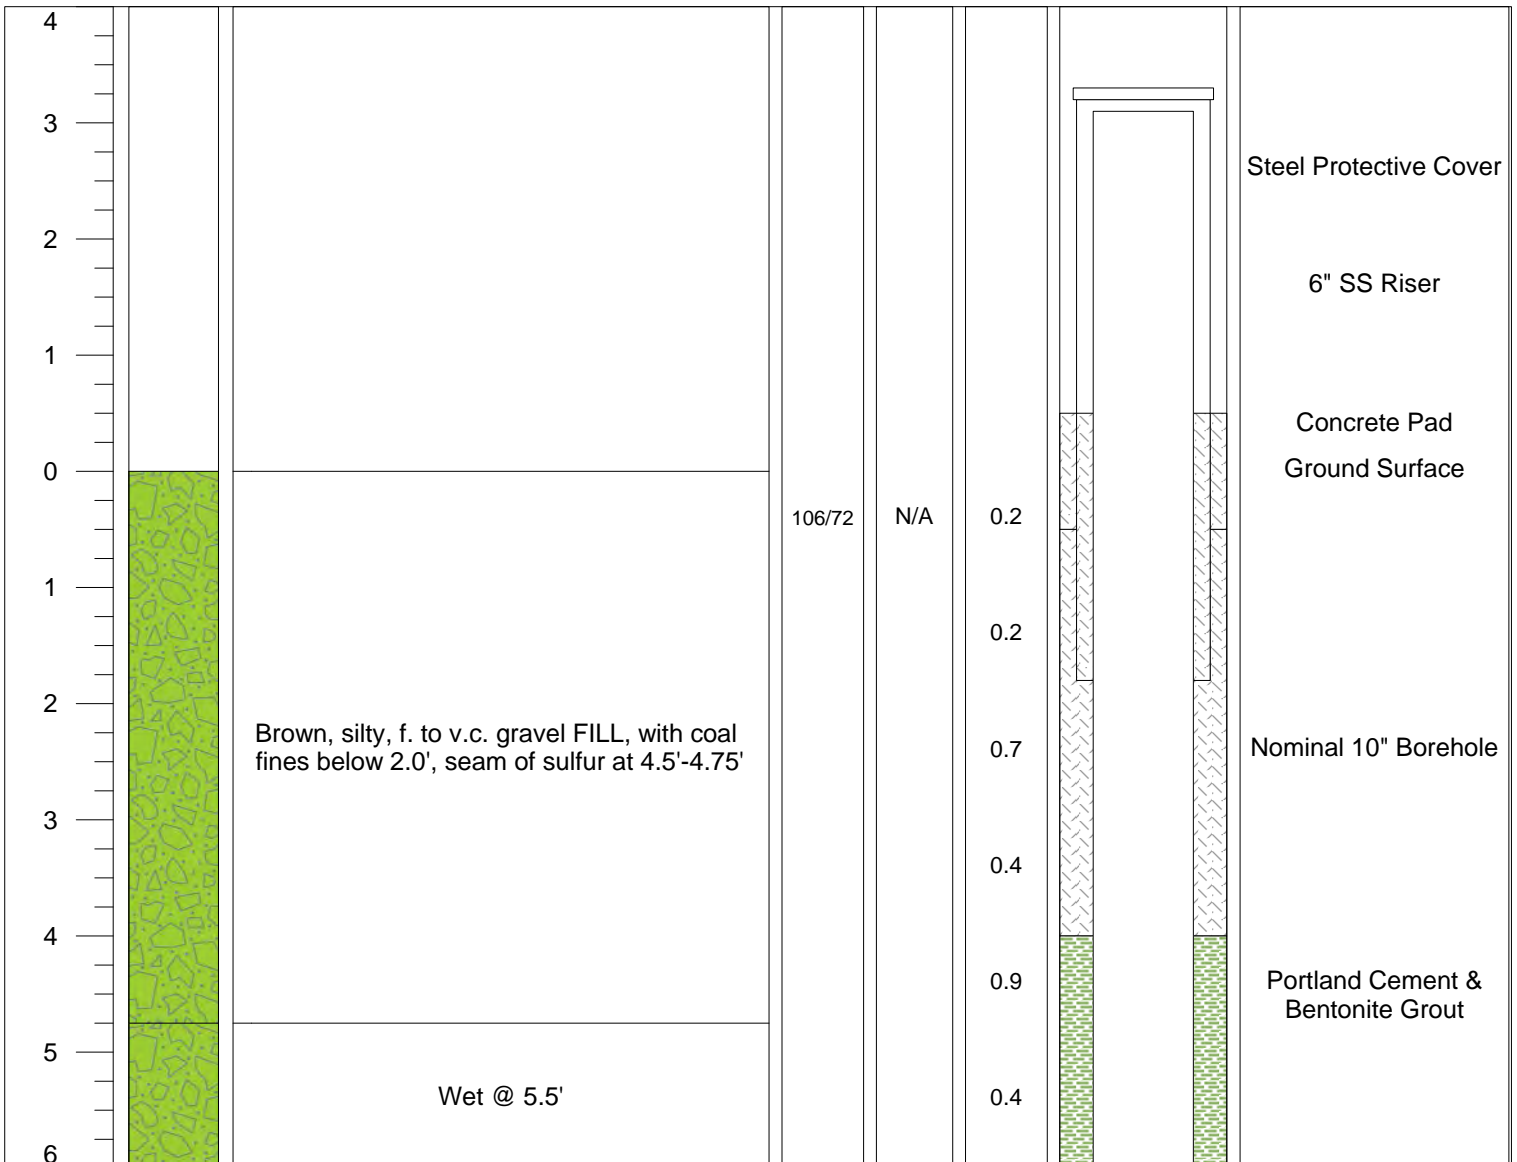 4
3
Steel Protective Cover
2
6" SS Riser
1
Concrete Pad
0
Ground Surface
106/72
N/A
0.2
1
0.2
2
Brown, silty, f. to v.c. gravel FILL, with coal
fines below 2.0', seam of sulfur at 4.5'-4.75'
0.7
Nominal 10" Borehole
3
0.4
4
0.9
Portland Cement &
Bentonite Grout
5
Wet @ 5.5'
0.4
6